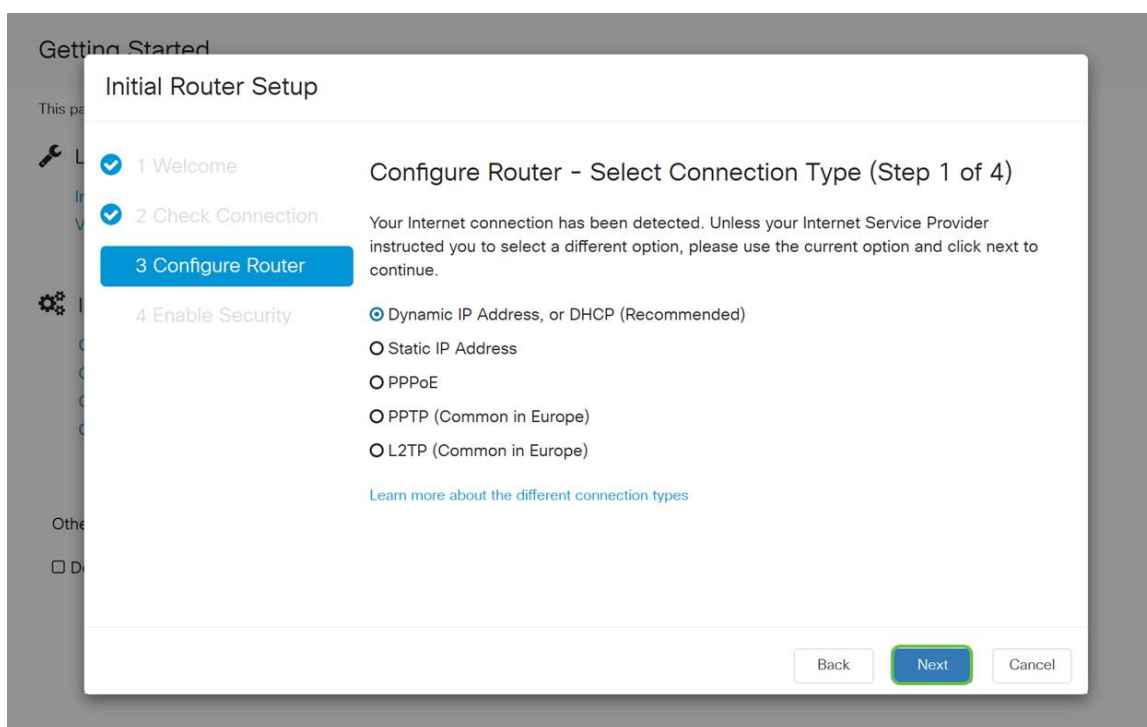 Getting Started
Initial Router Setup
This pa
1 Welcome
2 Check Connection
3 Configure Router
4 Enable Security
Configure Router - Select Connection Type (Step 1 of 4)
Your Internet connection has been detected. Unless your Internet Service Provider
instructed you to select a different option, please use the current option and click next to
continue.
Dynamic IP Address, or DHCP (Recommended)
Static IP Address
PPPoE
PPTP (Common in Europe)
L2TP (Common in Europe)
Learn more about the different connection types
Othe
Back
Next
Cancel